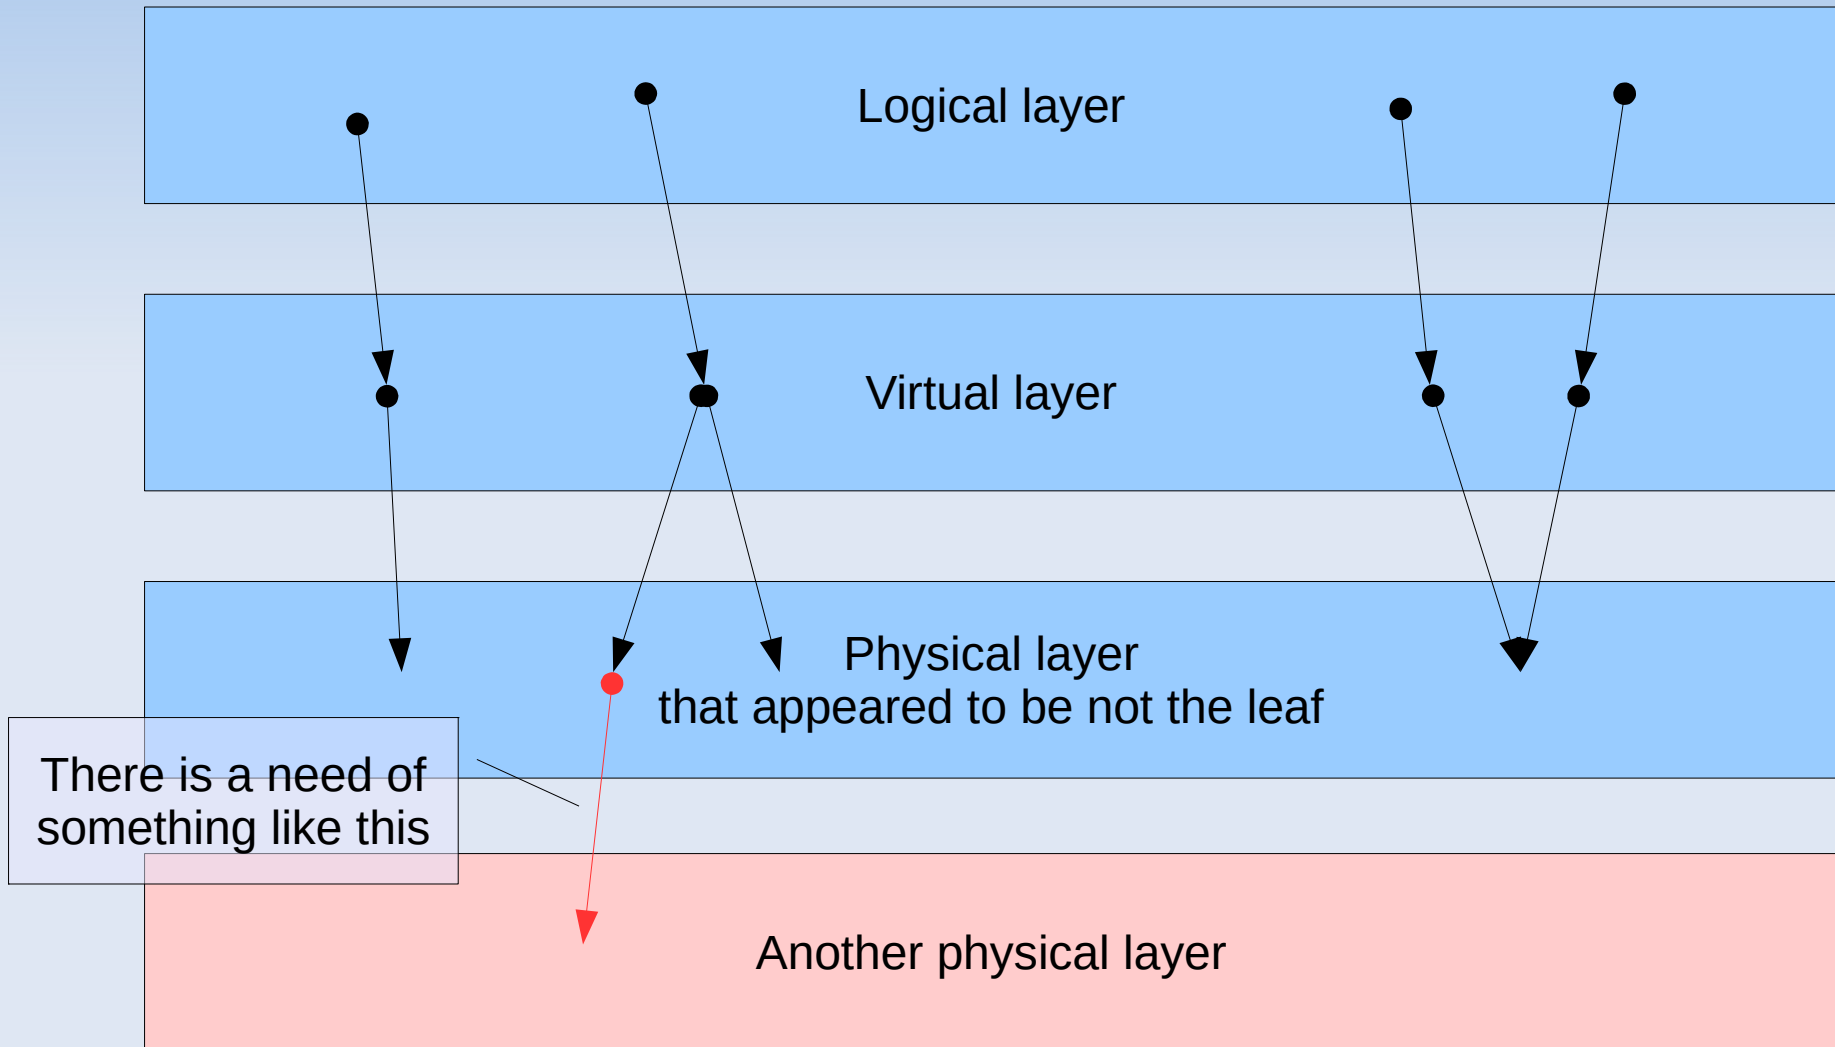 Logical layer
Virtual layer
Physical layer
that appeared to be not the leaf
There is a need of
something like this
Another physical layer